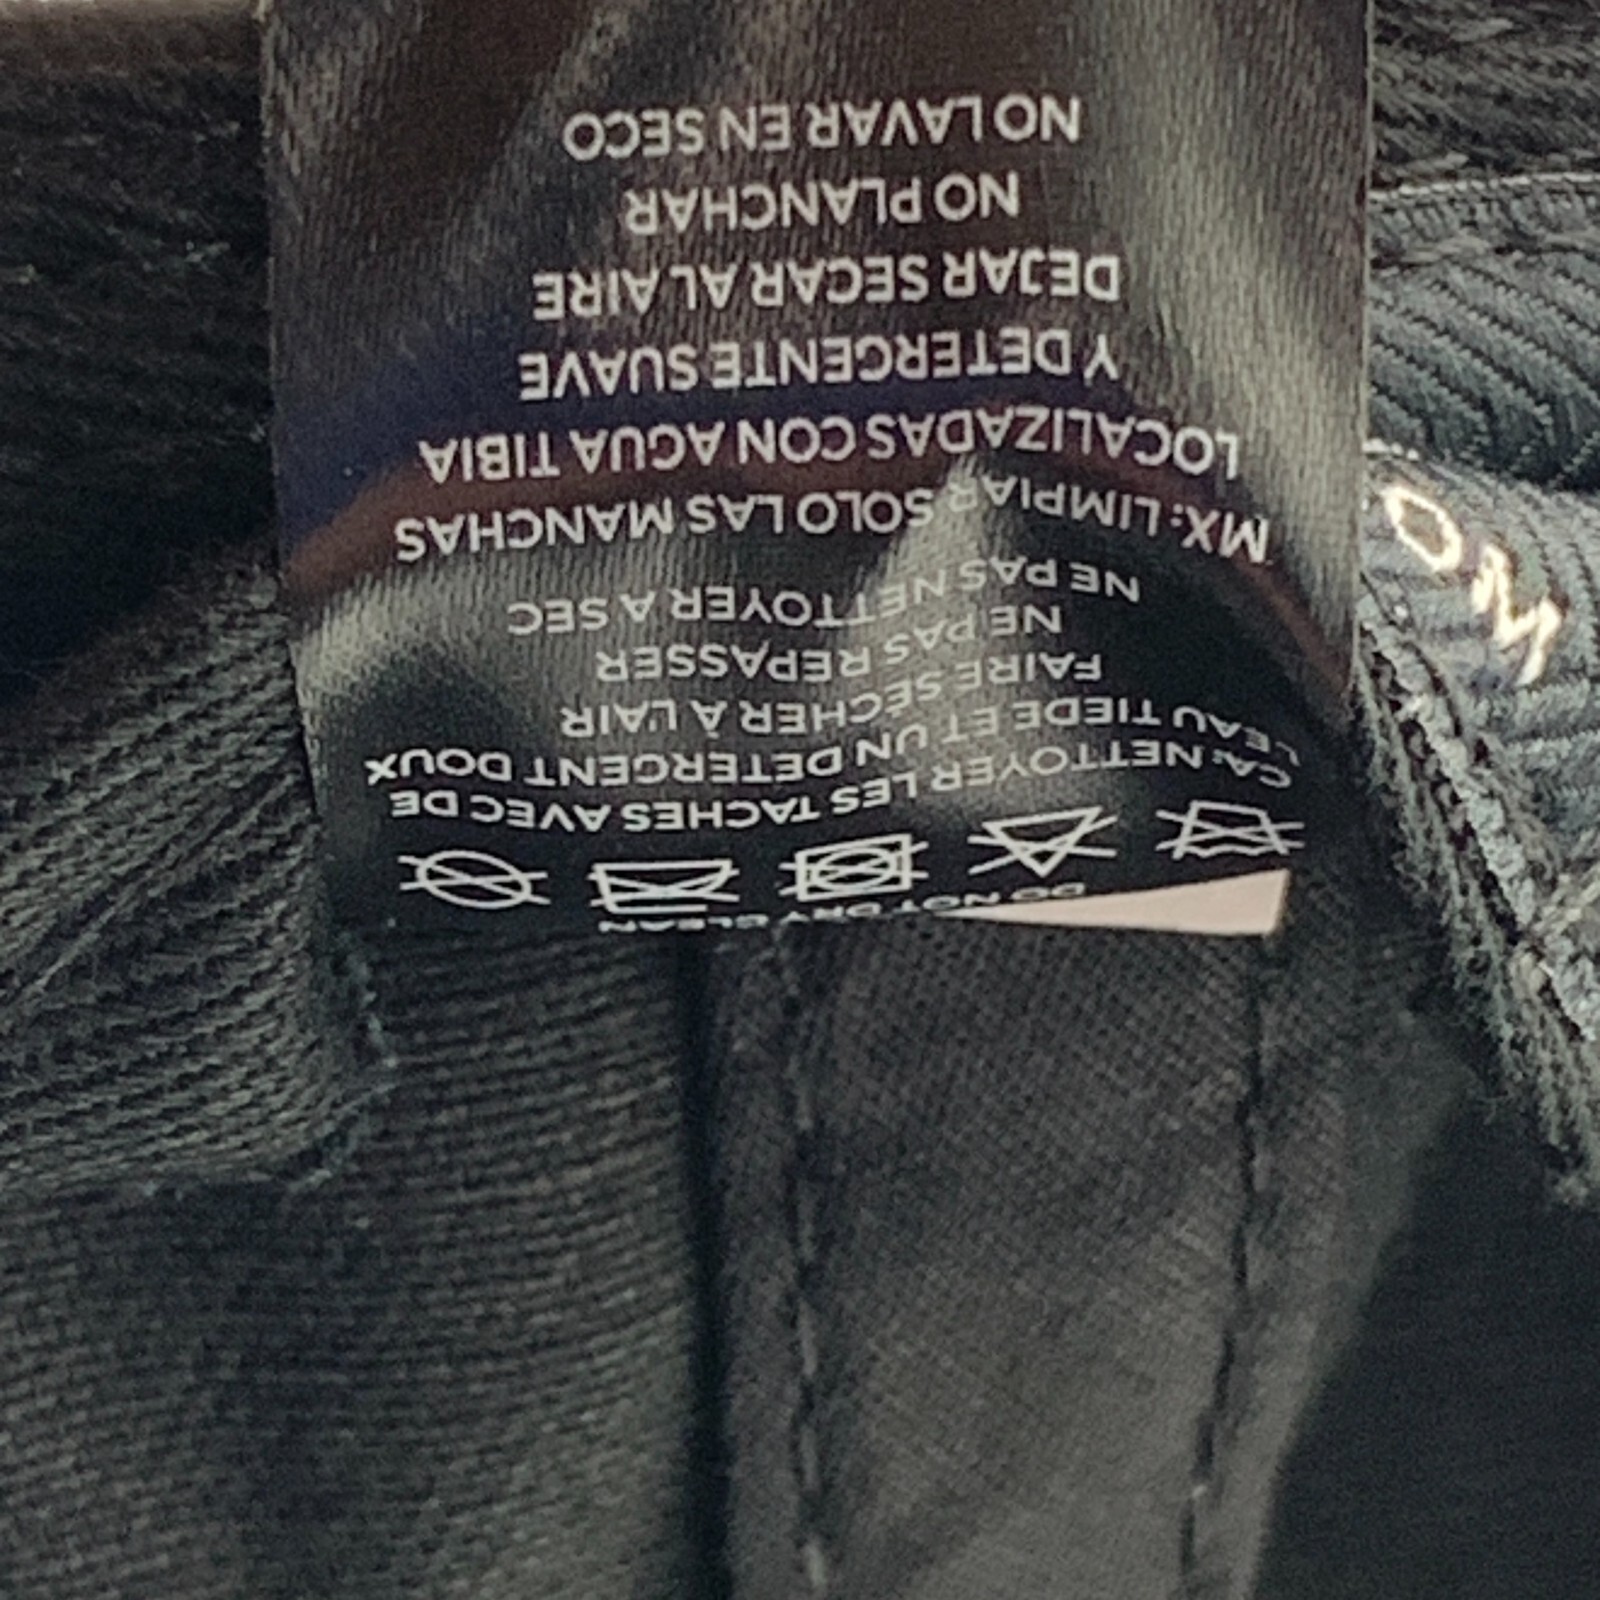 DO NOT DRY CLEAN
CA: NETTOYER LES TACHES AVEC DE
L'EAU TIEDE ET UN DETERGENT DOUX
FAIRE SECHER À L'AIR
NE PAS REPASSER
NE PAS NETTOYER A SEC
MX: LIMPIAR SOLO LAS MANCHAS
LOCALIZADAS CON AGUA TIBIA
Y DETERGENTE SUAVE
DEJAR SECAR AL AIRE
NO PLANCHAR
NO LAVAR EN SECO